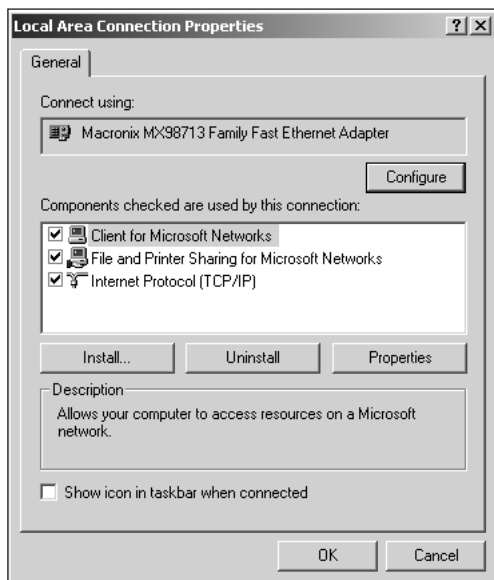 Local Area Connection Properties
General
Connect using:
Macronix MX98713 Family Fast Ethernet Adapter
Configure
Components checked are used by this connection:
Client for Microsoft Networks
File and Printer Sharing for Microsoft Networks
Internet Protocol (TCP/IP)
Install... Uninstall Properties
Description
Allows your computer to access resources on a Microsoft
network.
Show icon in taskbar when connected
OK Cancel